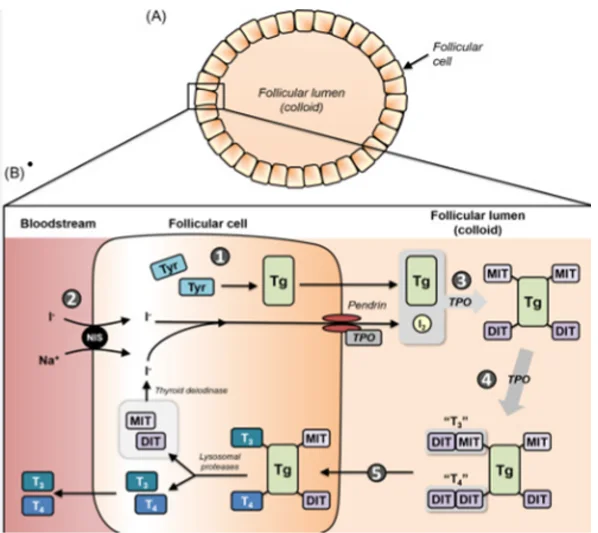 (A)
Follicular
cell
Follicular lumen
(colloid)
(B)
Bloodstream
Follicular cell
Follicular lumen
(colloid)
1
Tyr
Tyr
Tg
Tg
3
TPO
MIT
MIT
Tg
DIT
DIT
2
I-
I-
NIS
Na+
Pendrin
TPO
I2
I-
Thyroid deiodinase
MIT
DIT
4
TPO
"T3"
DIT
MIT
MIT
Tg
"T4"
DIT
DIT
DIT
5
T3
MIT
Tg
T4
DIT
Lysosomal
proteases
T3
T4
T3
T4